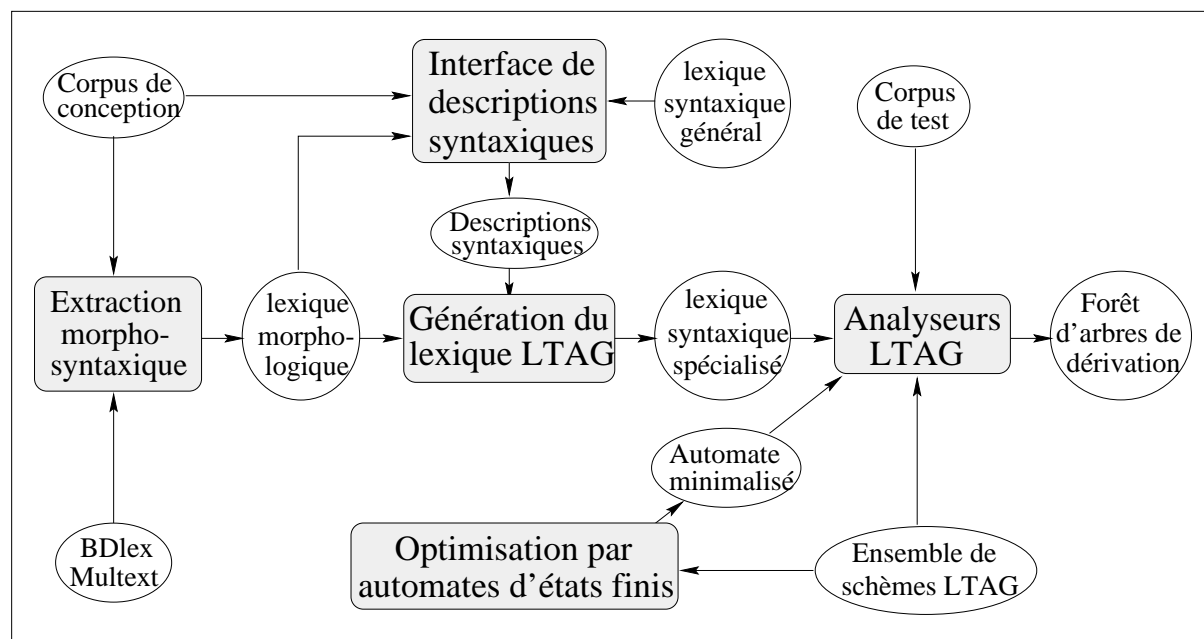 Corpus de
conception
Interface de
descriptions
syntaxiques
lexique
syntaxique
général
Corpus
de test
Descriptions
syntaxiques
Extraction
morpho-
syntaxique
lexique
morpho-
logique
Génération du
lexique LTAG
lexique
syntaxique
spécialisé
Analyseurs
LTAG
Forêt
d'arbres de
dérivation
Automate
minimalisé
BDlex
Multext
Optimisation par
automates d'états finis
Ensemble de
schèmes LTAG